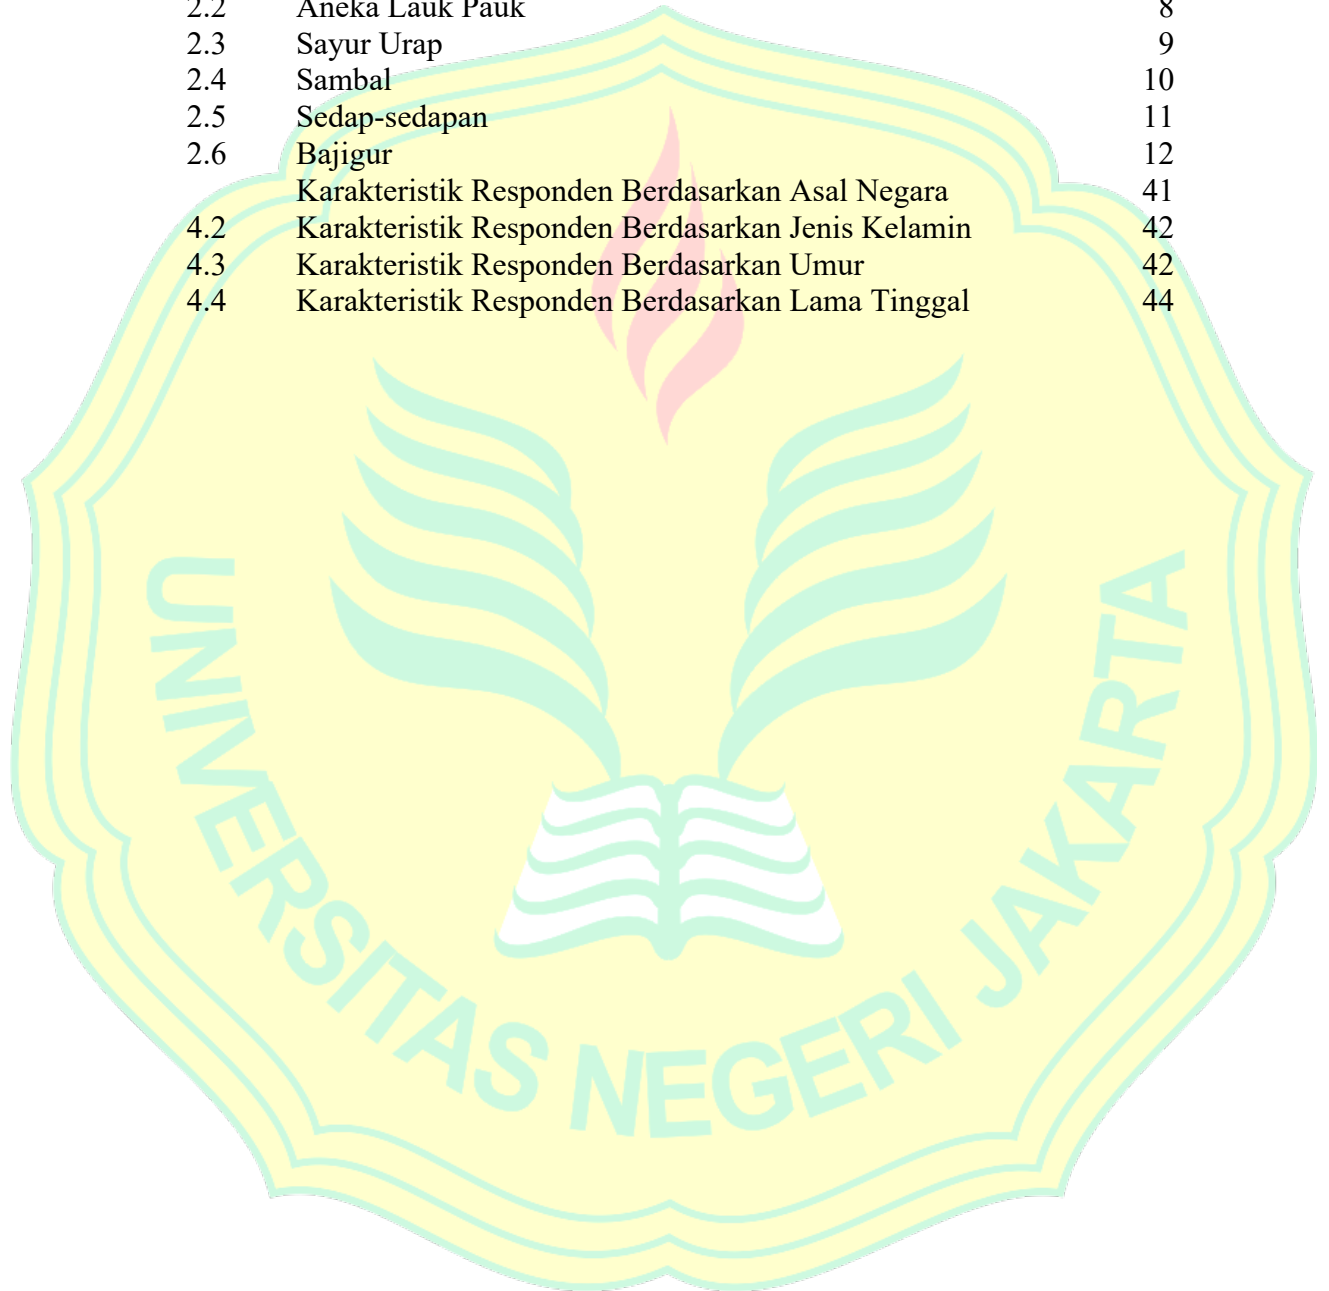 2.2 Aneka Lauk Pauk 8
2.3 Sayur Urap 9
2.4 Sambal 10
2.5 Sedap-sedapan 11
2.6 Bajigur 12
Karakteristik Responden Berdasarkan Asal Negara 41
4.2 Karakteristik Responden Berdasarkan Jenis Kelamin 42
4.3 Karakteristik Responden Berdasarkan Umur 42
4.4 Karakteristik Responden Berdasarkan Lama Tinggal 44
UNIVERSITAS NEGERI JAKARTA